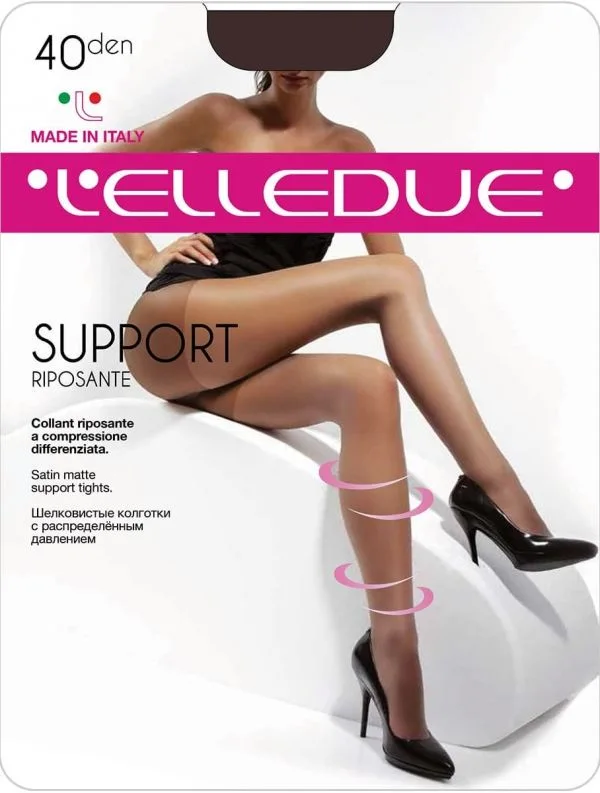 40den
MADE IN ITALY
L'ELLEDUE
SUPPORT
RIPOSANTE
Collant riposante
a compressione
differenziata.
Satin matte
support tights.
Шелковистые колготки
с распределённым
давлением